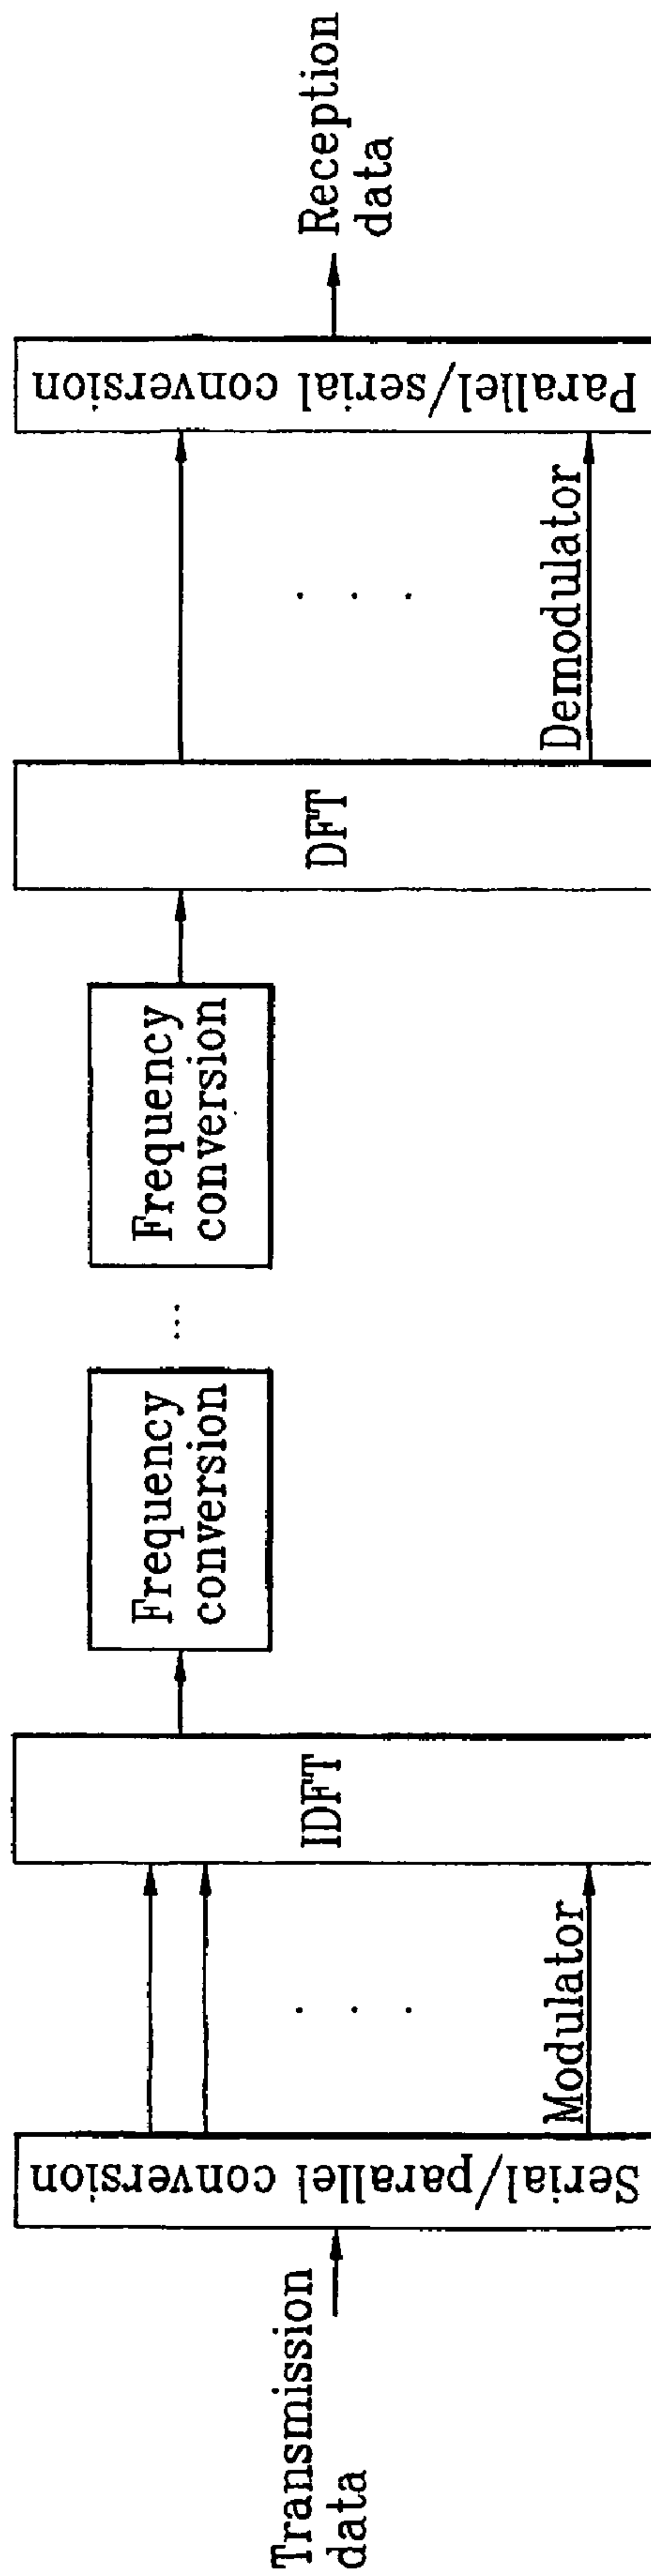 Transmission
data
Serial/parallel conversion
Modulator
IDFT
Frequency
conversion
...
Frequency
conversion
DFT
Demodulator
Parallel/serial conversion
Reception
data